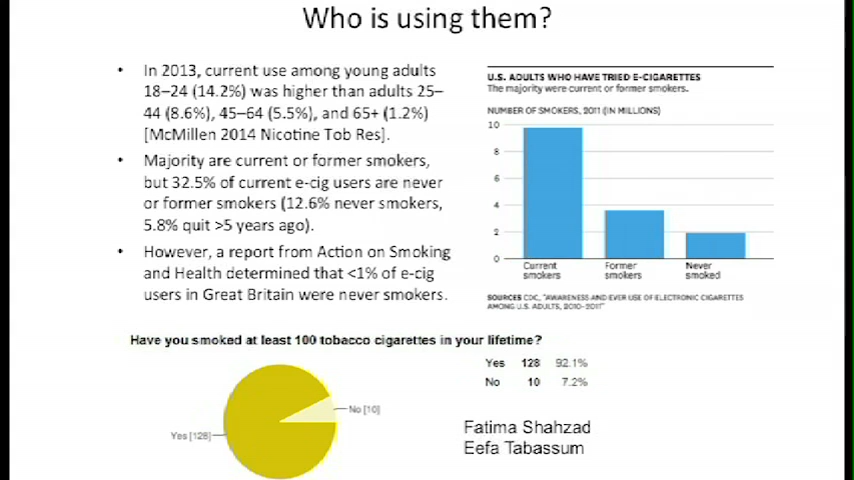 Who is using them?
• In 2013, current use among young adults
18–24 (14.2%) was higher than adults 25–
44 (8.6%), 45–64 (5.5%), and 65+ (1.2%)
[McMillen 2014 Nicotine Tob Res].
• Majority are current or former smokers,
but 32.5% of current e-cig users are never
or former smokers (12.6% never smokers,
5.8% quit >5 years ago).
• However, a report from Action on Smoking
and Health determined that <1% of e-cig
users in Great Britain were never smokers.
U.S. ADULTS WHO HAVE TRIED E-CIGARETTES
The majority were current or former smokers.
NUMBER OF SMOKERS, 2011 (IN MILLIONS)
10
8
6
4
2
0
Current smokers
Former smokers
Never smoked
SOURCES CDC, "AWARENESS AND EVER USE OF ELECTRONIC CIGARETTES
AMONG U.S. ADULTS, 2010-2011"
Have you smoked at least 100 tobacco cigarettes in your lifetime?
Yes 128 92.1%
No 10 7.2%
No [10]
Yes [128]
Fatima Shahzad
Eefa Tabassum